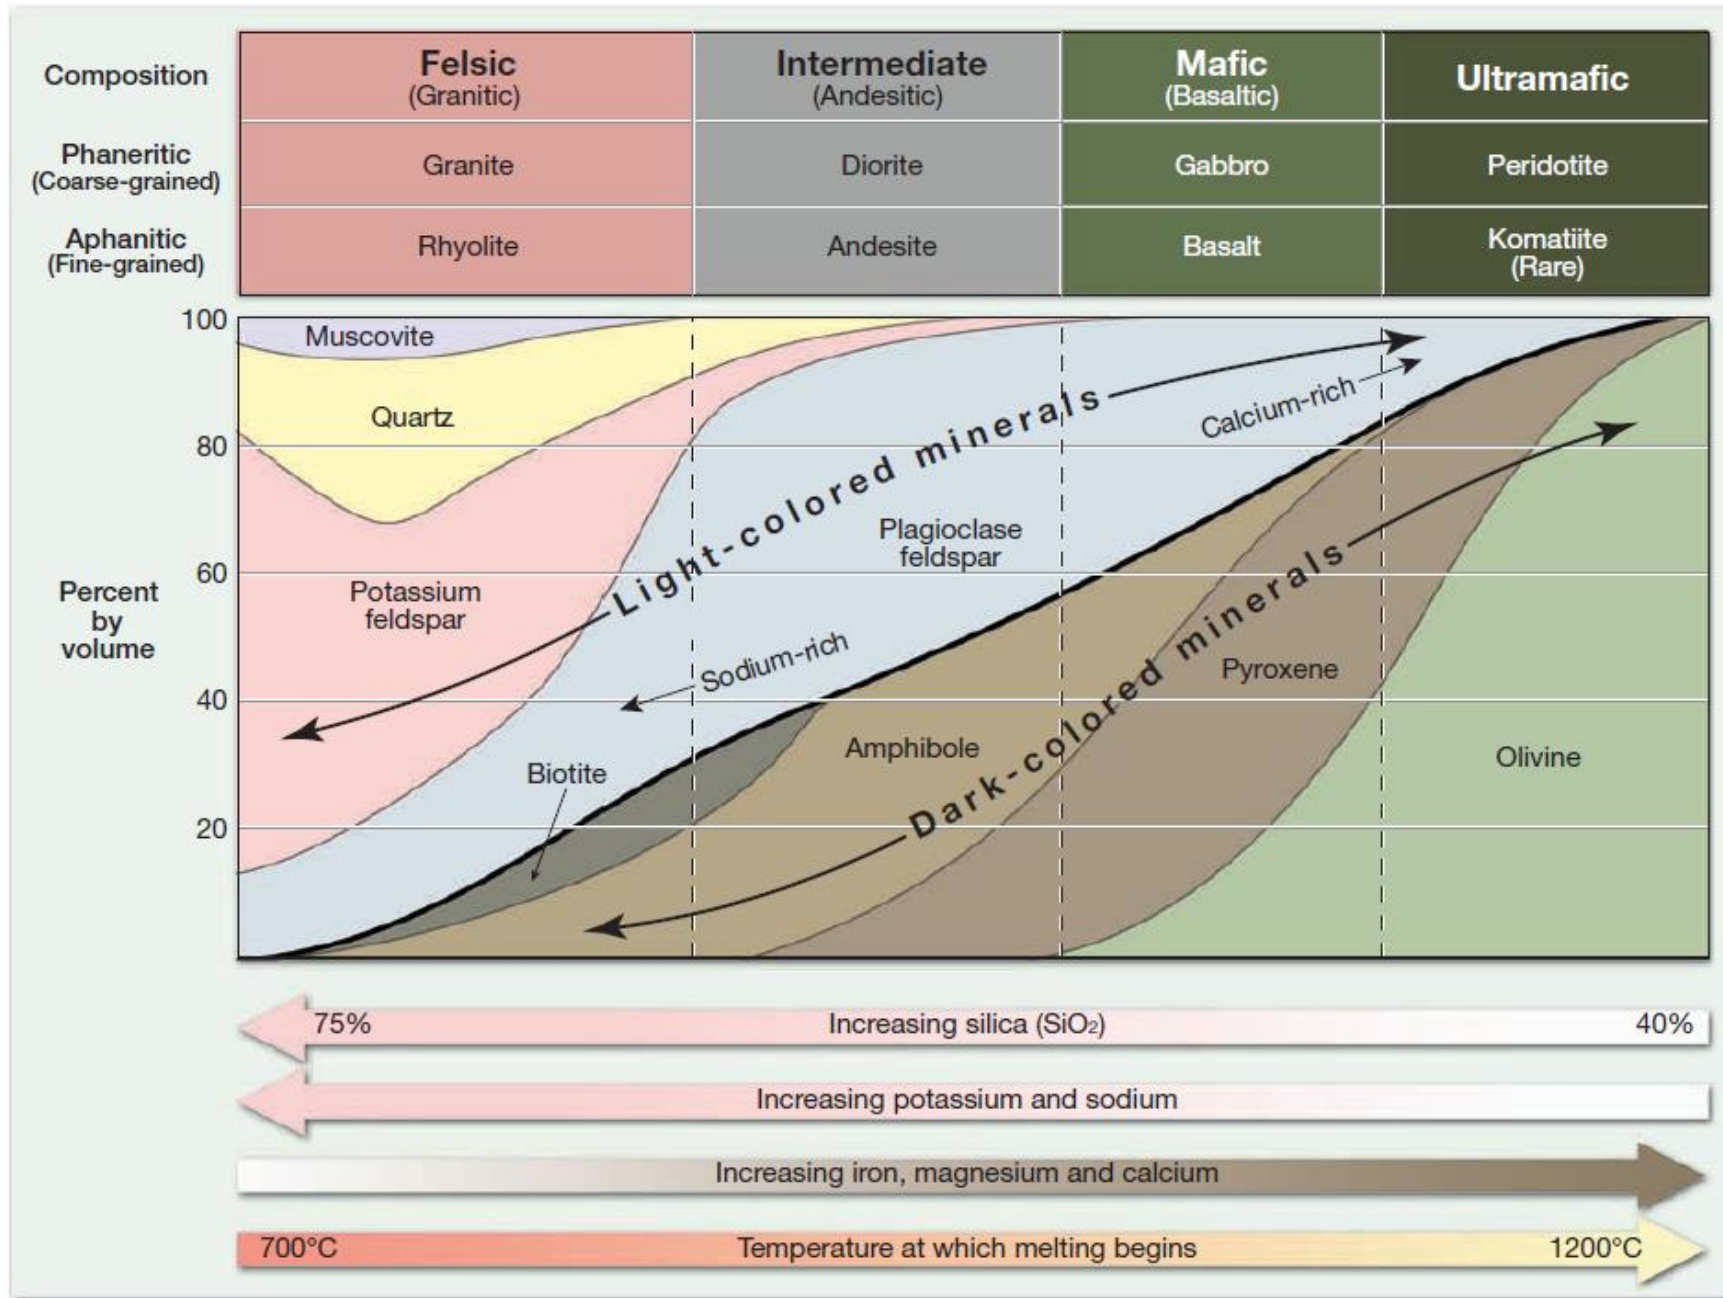 Composition
Felsic
(Granitic)
Intermediate
(Andesitic)
Mafic
(Basaltic)
Ultramafic
Phaneritic
(Coarse-grained)
Granite
Diorite
Gabbro
Peridotite
Aphanitic
(Fine-grained)
Rhyolite
Andesite
Basalt
Komatiite
(Rare)
100
80
60
40
20
Percent
by
volume
Muscovite
Quartz
Potassium
feldspar
Light-colored minerals
Calcium-rich
Plagioclase
feldspar
Sodium-rich
Biotite
Amphibole
Dark-colored minerals
Pyroxene
Olivine
75% Increasing silica (SiO₂) 40%
Increasing potassium and sodium
Increasing iron, magnesium and calcium
700°C Temperature at which melting begins 1200°C